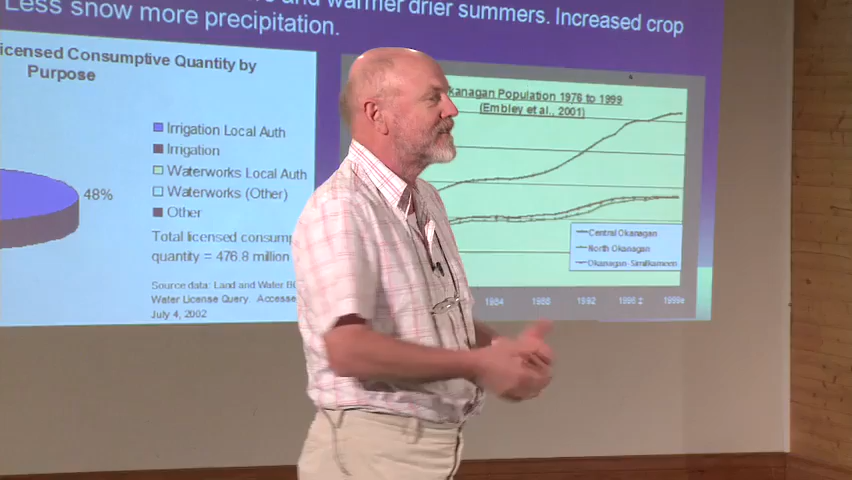 and warmer drier summers. Increased crop
Less snow more precipitation.
icensed Consumptive Quantity by
Purpose
Irrigation Local Auth
Irrigation
Waterworks Local Auth
Waterworks (Other)
Other
48%
Total licensed consump
quantity = 476.8 million
Source data: Land and Water BC
Water License Query. Accesse
July 4, 2002
kanagan Population 1976 to 1999
(Embley et al., 2001)
Central Okanagan
North Okanagan
Okanagan-Similkameen
1984 1988 1992 1996 1999e